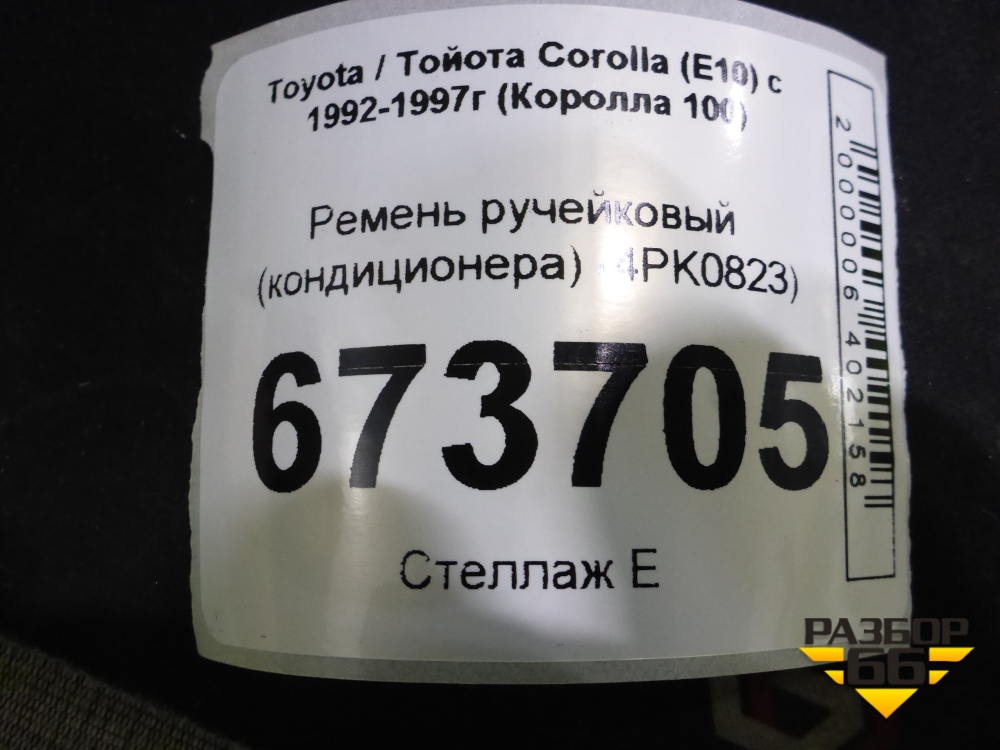 Toyota / Тойота Corolla (E10) с
1992-1997г (Королла 100)
Ремень ручейковый
(кондиционера) (4PK0823)
673705
Стеллаж Е
2000006402158
РАЗБОР
66